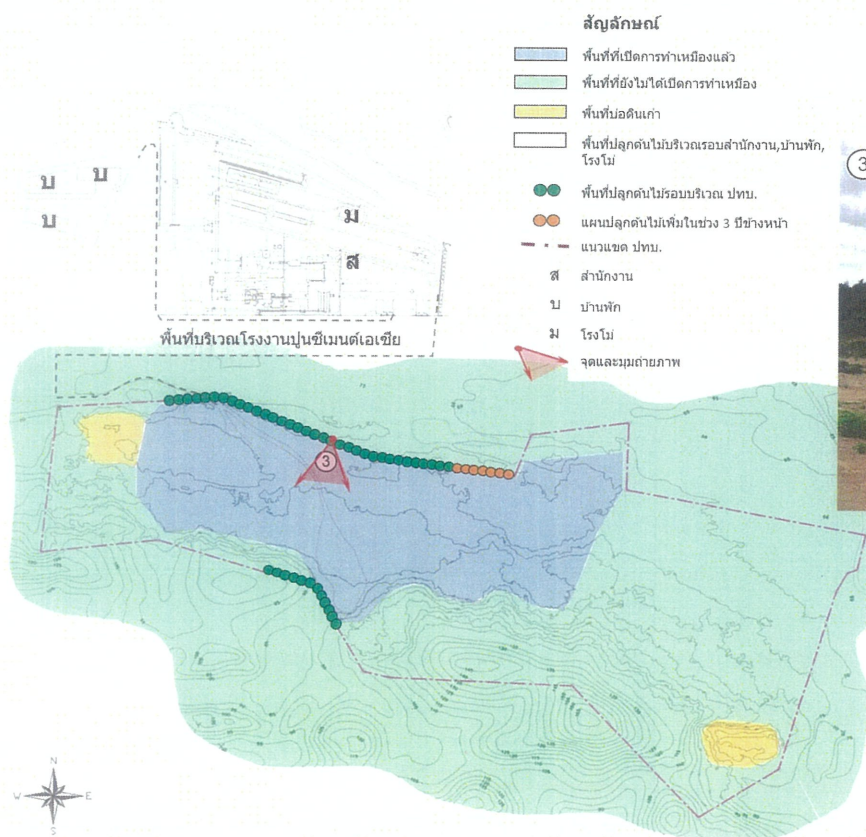 สัญลักษณ์
พื้นที่ที่เปิดการทำเหมืองแล้ว
พื้นที่ที่ยังไม่ได้เปิดการทำเหมือง
พื้นที่บ่อดินเก่า
พื้นที่ปลูกต้นไม้บริเวณรอบสำนักงาน,บ้านพัก,
โรงโม่
พื้นที่ปลูกต้นไม้รอบบริเวณ ปทบ.
แผนปลูกต้นไม้เพิ่มในช่วง 3 ปีข้างหน้า
แนวเขต ปทบ.
ส สำนักงาน
บ บ้านพัก
ม โรงโม่
จุดและมุมถ่ายภาพ
3
บ
บ
บ
ม
ส
พื้นที่บริเวณโรงงานปูนซีเมนต์เอเซีย
3
N
W E
S